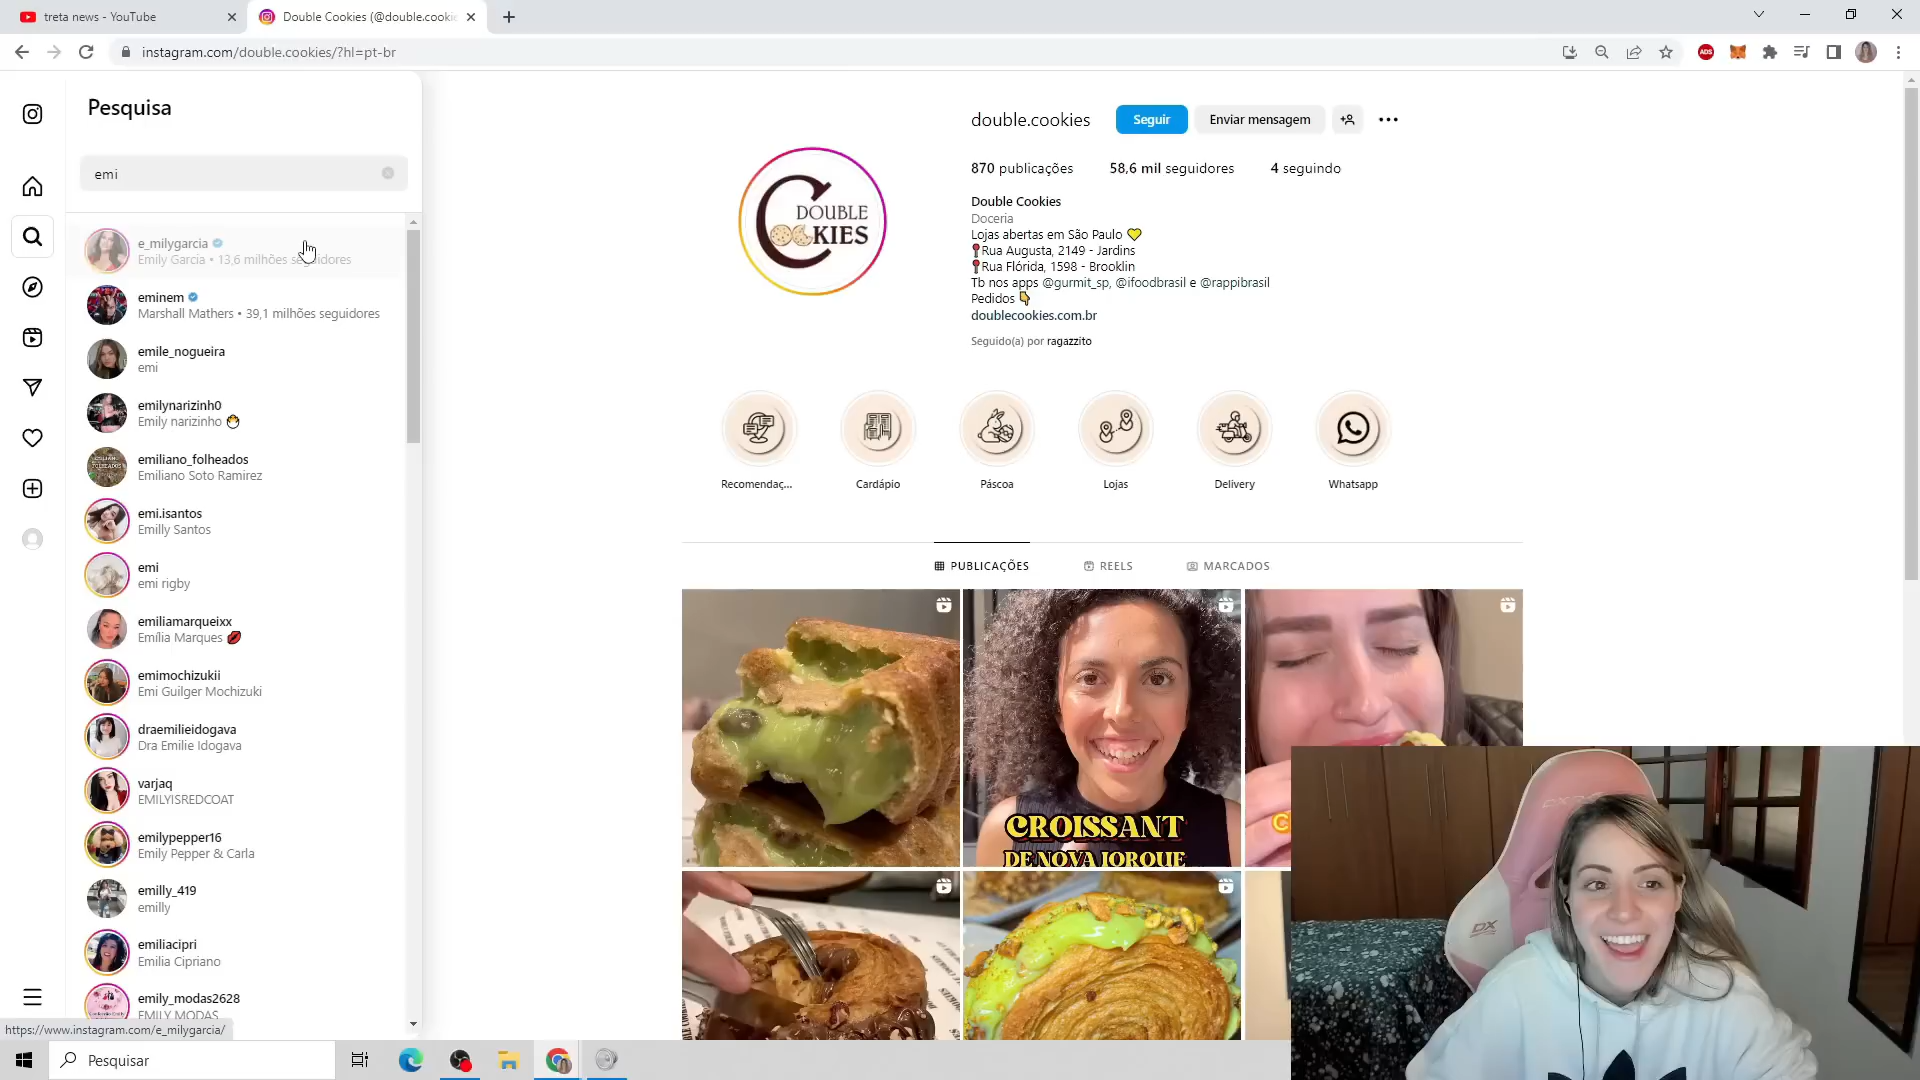 treta news - YouTube
Double Cookies (@double.cookie
instagram.com/double.cookies/?hl=pt-br
ADS
Pesquisa
emi
e_milygarcia
Emily Garcia • 13,6 milhões seguidores
eminem
Marshall Mathers • 39,1 milhões seguidores
emile_nogueira
emi
emilynarizinh0
Emily narizinho 🐣
emiliano_folheados
Emiliano Soto Ramirez
emi.isantos
Emilly Santos
emi
emi rigby
emiliamarqueixx
Emília Marques 💋
emimochizukii
Emi Guilger Mochizuki
draemilieidogava
Dra Emilie Idogava
varjaq
EMILYISREDCOAT
emilypepper16
Emily Pepper & Carla
emilly_419
emilly
emiliacipri
Emilia Cipriano
emily_modas2628
EMILY MODAS
https://www.instagram.com/e_milygarcia/
double.cookies
Seguir
Enviar mensagem
870 publicações
58,6 mil seguidores
4 seguindo
DOUBLE
COOKIES
Double Cookies
Doceria
Lojas abertas em São Paulo 💛
📍Rua Augusta, 2149 - Jardins
📍Rua Flórida, 1598 - Brooklin
Tb nos apps @gurmit_sp, @ifoodbrasil e @rappibrasil
Pedidos 👇
doublecookies.com.br
Seguido(a) por ragazzito
Recomendaç...
Cardápio
Páscoa
Lojas
Delivery
Whatsapp
PUBLICAÇÕES
REELS
MARCADOS
CROISSANT
DE NOVA IORQUE
Pesquisar